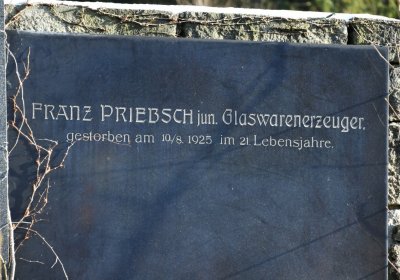 FRANZ PRIEBSCH jun. Glaswarenerzeuger,
gestorben am 10/8. 1925 im 21. Lebensjahre.